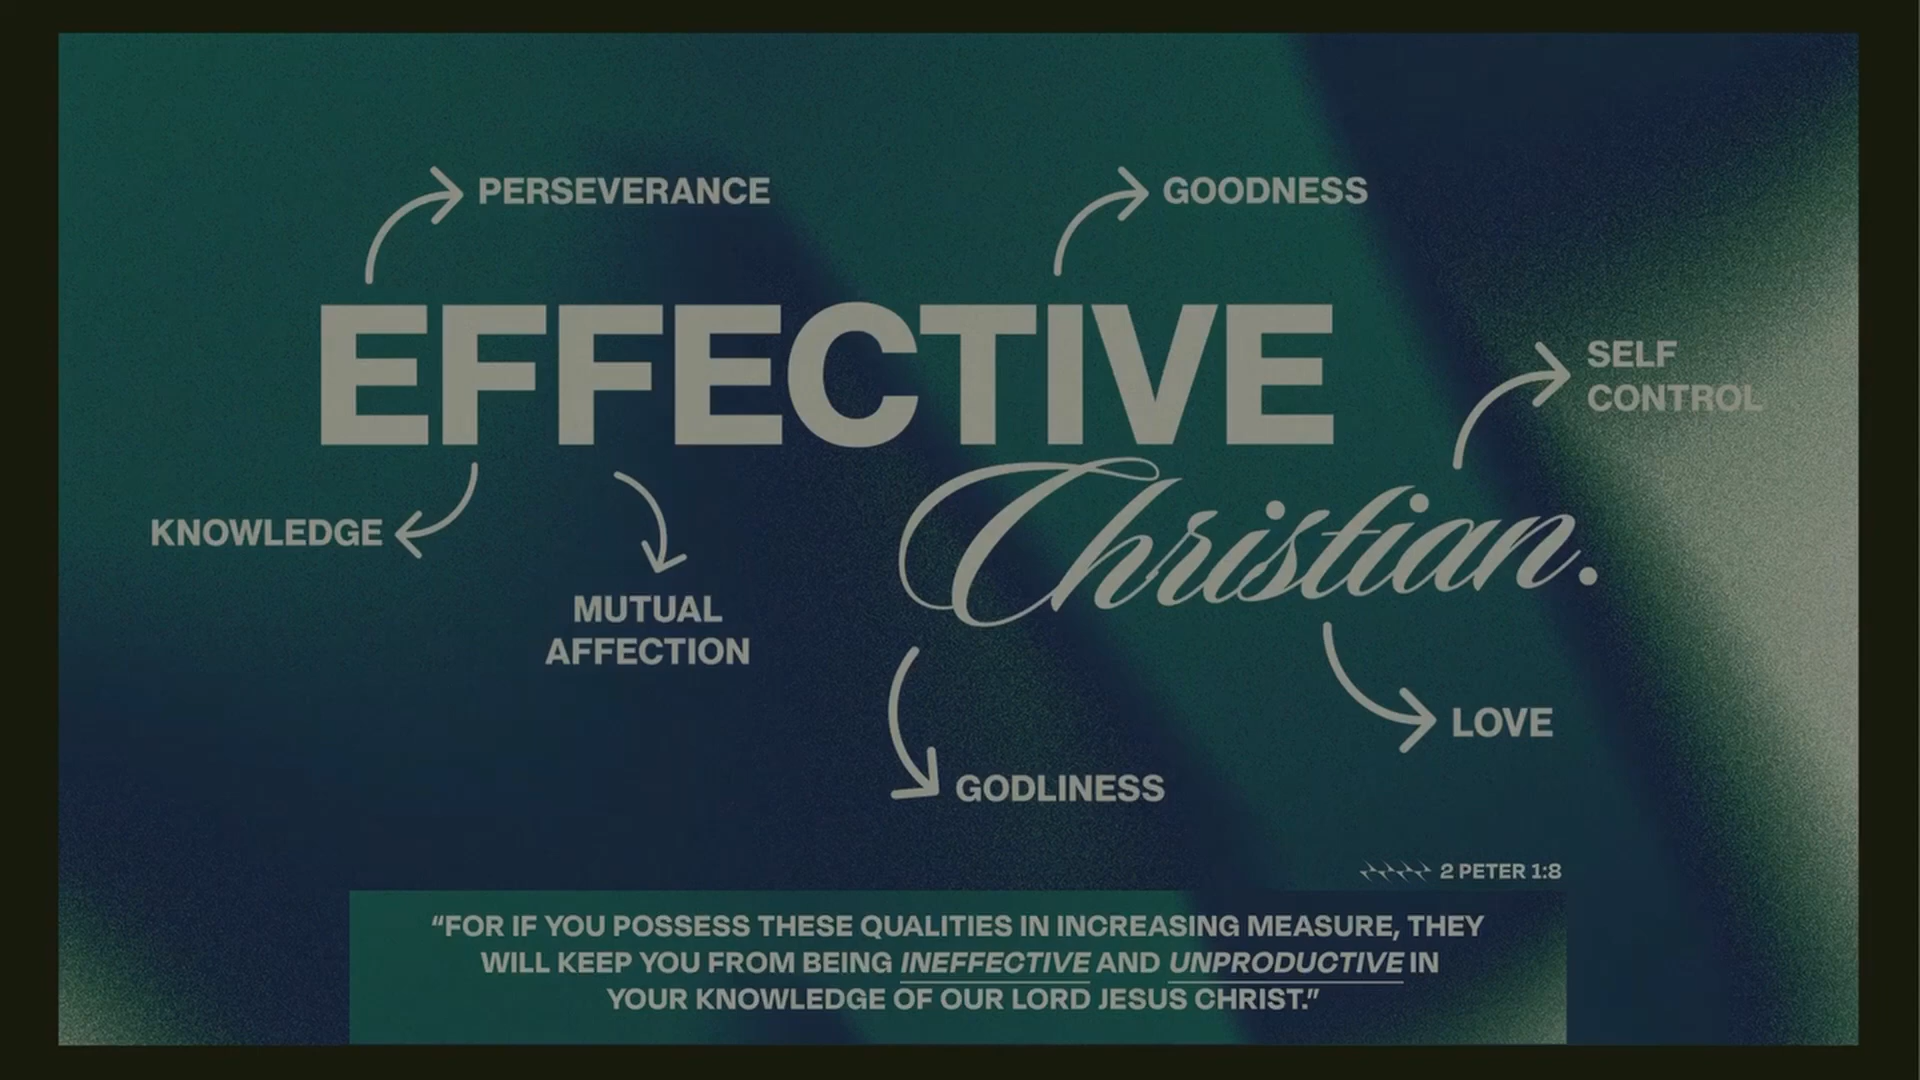 PERSEVERANCE
GOODNESS
EFFECTIVE
SELF
CONTROL
Christian.
KNOWLEDGE
MUTUAL
AFFECTION
LOVE
GODLINESS
2 PETER 1:8
“FOR IF YOU POSSESS THESE QUALITIES IN INCREASING MEASURE, THEY
WILL KEEP YOU FROM BEING INEFFECTIVE AND UNPRODUCTIVE IN
YOUR KNOWLEDGE OF OUR LORD JESUS CHRIST.”